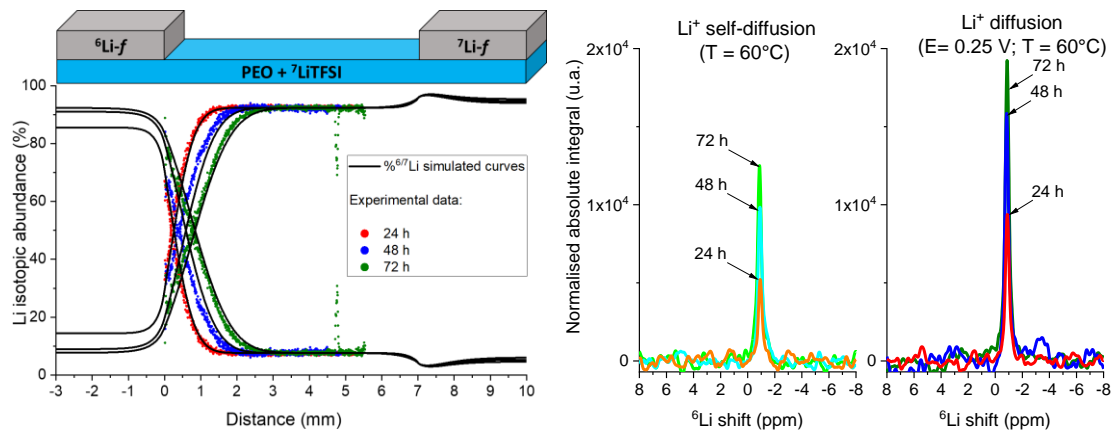 ⁶Li-f
⁷Li-f
PEO + ⁷LiTFSI
Li isotopic abundance (%)
100
80
60
40
20
0
%⁶/⁷Li simulated curves
Experimental data:
24 h
48 h
72 h
-3 -2 -1 0 1 2 3 4 5 6 7 8 9 10
Distance (mm)
Li⁺ self-diffusion
(T = 60°C)
Normalised absolute integral (u.a.)
2x10⁴
1x10⁴
0
72 h
48 h
24 h
8 6 4 2 0 -2 -4 -6 -8
⁶Li shift (ppm)
Li⁺ diffusion
(E= 0.25 V; T = 60°C)
2x10⁴
1x10⁴
0
72 h
48 h
24 h
8 6 4 2 0 -2 -4 -6 -8
⁶Li shift (ppm)